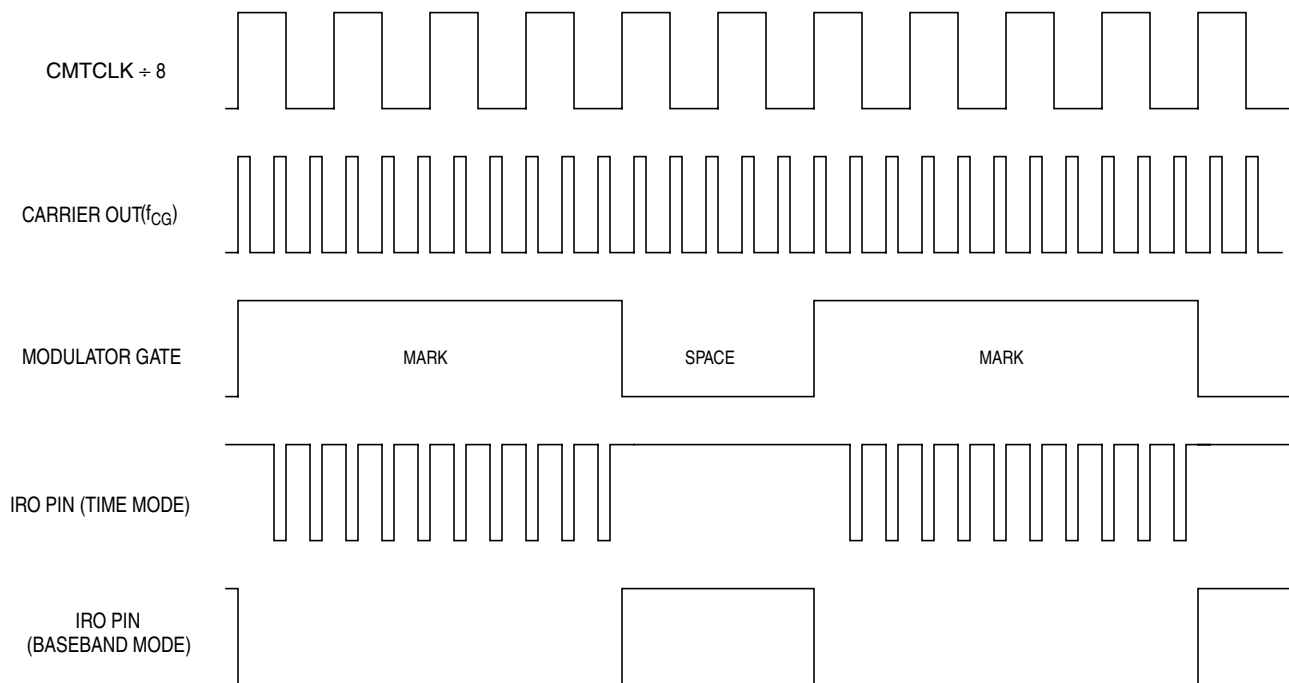 CMTCLK ÷ 8
CARRIER OUT(fCG)
MODULATOR GATE
MARK
SPACE
MARK
IRO PIN (TIME MODE)
IRO PIN
(BASEBAND MODE)